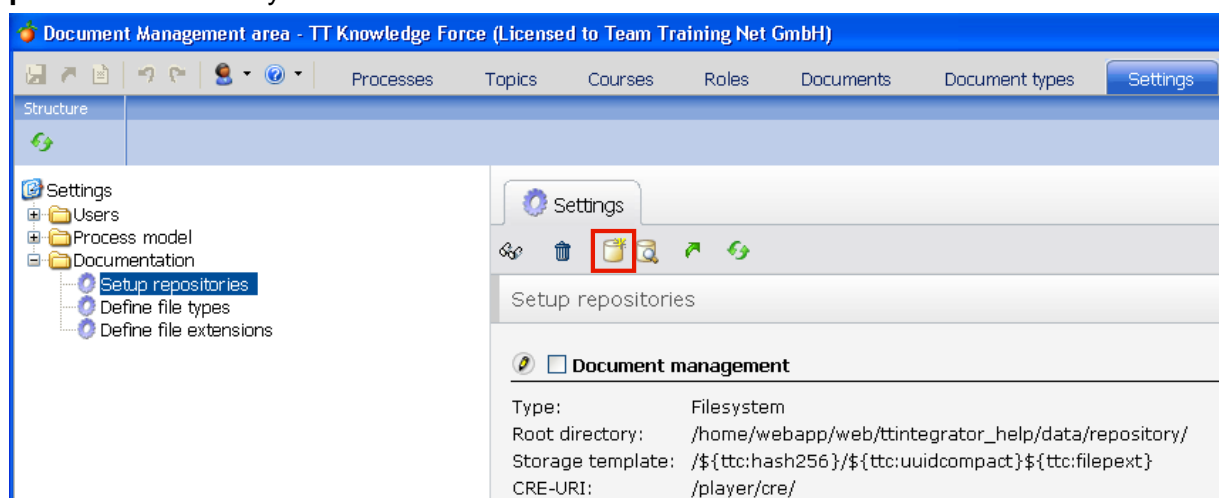 Document Management area - TT Knowledge Force (Licensed to Team Training Net GmbH)
Processes Topics Courses Roles Documents Document types Settings
Structure
Settings
Users
Process model
Documentation
Setup repositories
Define file types
Define file extensions
Settings
Setup repositories
Document management
Type: Filesystem
Root directory: /home/webapp/web/ttintegrator_help/data/repository/
Storage template: /${ttc:hash256}/${ttc:uuidcompact}${ttc:filepext}
CRE-URI: /player/cre/